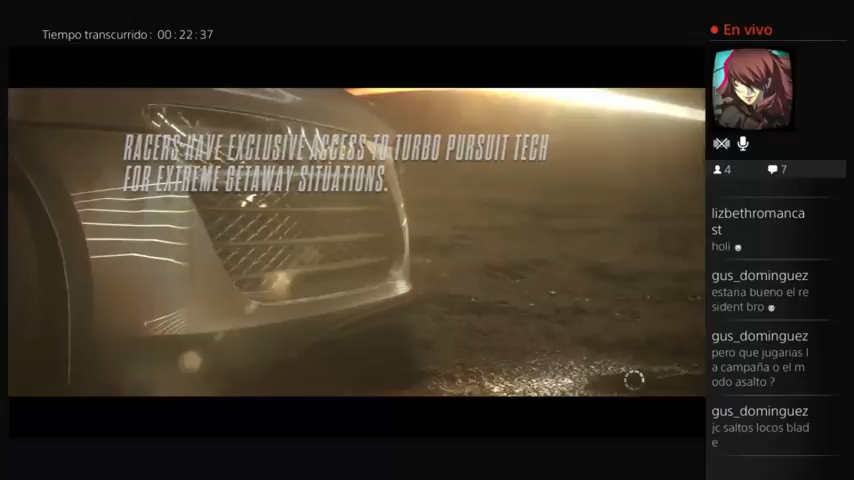 Tiempo transcurrido: 00:22:37
RACERS HAVE EXCLUSIVE ACCESS TO TURBO PURSUIT TECH
FOR EXTREME GETAWAY SITUATIONS.
En vivo
4 7
lizbethromanca
st
holi
gus_dominguez
estaria bueno el re
sident bro
gus_dominguez
pero que jugarias l
a campaña o el m
odo asalto ?
gus_dominguez
jc saltos locos blad
e